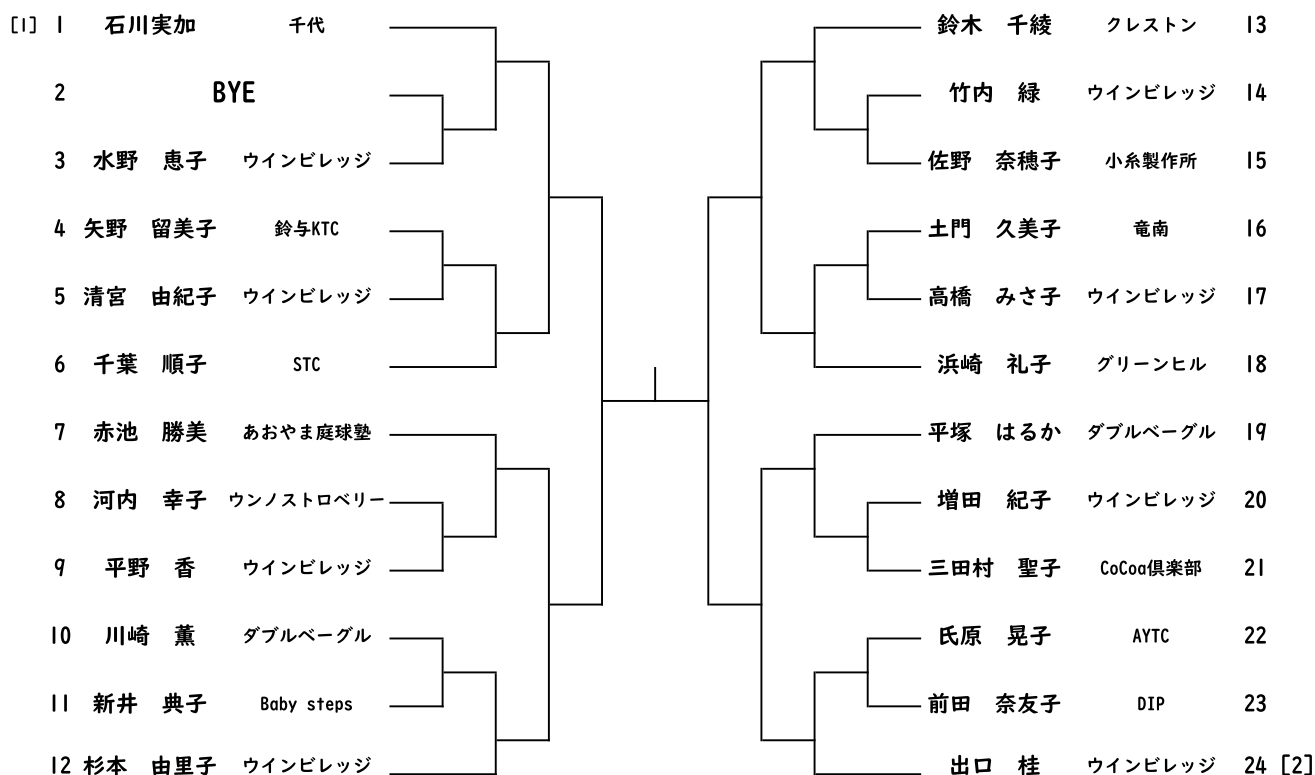 [1] 1 石川実加 千代
2 BYE
3 水野 恵子 ウインビレッジ
4 矢野 留美子 鈴与KTC
5 清宮 由紀子 ウインビレッジ
6 千葉 順子 STC
7 赤池 勝美 あおやま庭球塾
8 河内 幸子 ウンノストロベリー
9 平野 香 ウインビレッジ
10 川崎 薫 ダブルベーグル
11 新井 典子 Baby steps
12 杉本 由里子 ウインビレッジ
鈴木 千綾 クレストン 13
竹内 緑 ウインビレッジ 14
佐野 奈穂子 小糸製作所 15
土門 久美子 竜南 16
高橋 みさ子 ウインビレッジ 17
浜崎 礼子 グリーンヒル 18
平塚 はるか ダブルベーグル 19
増田 紀子 ウインビレッジ 20
三田村 聖子 CoCoa倶楽部 21
氏原 晃子 AYTC 22
前田 奈友子 DIP 23
出口 桂 ウインビレッジ 24 [2]